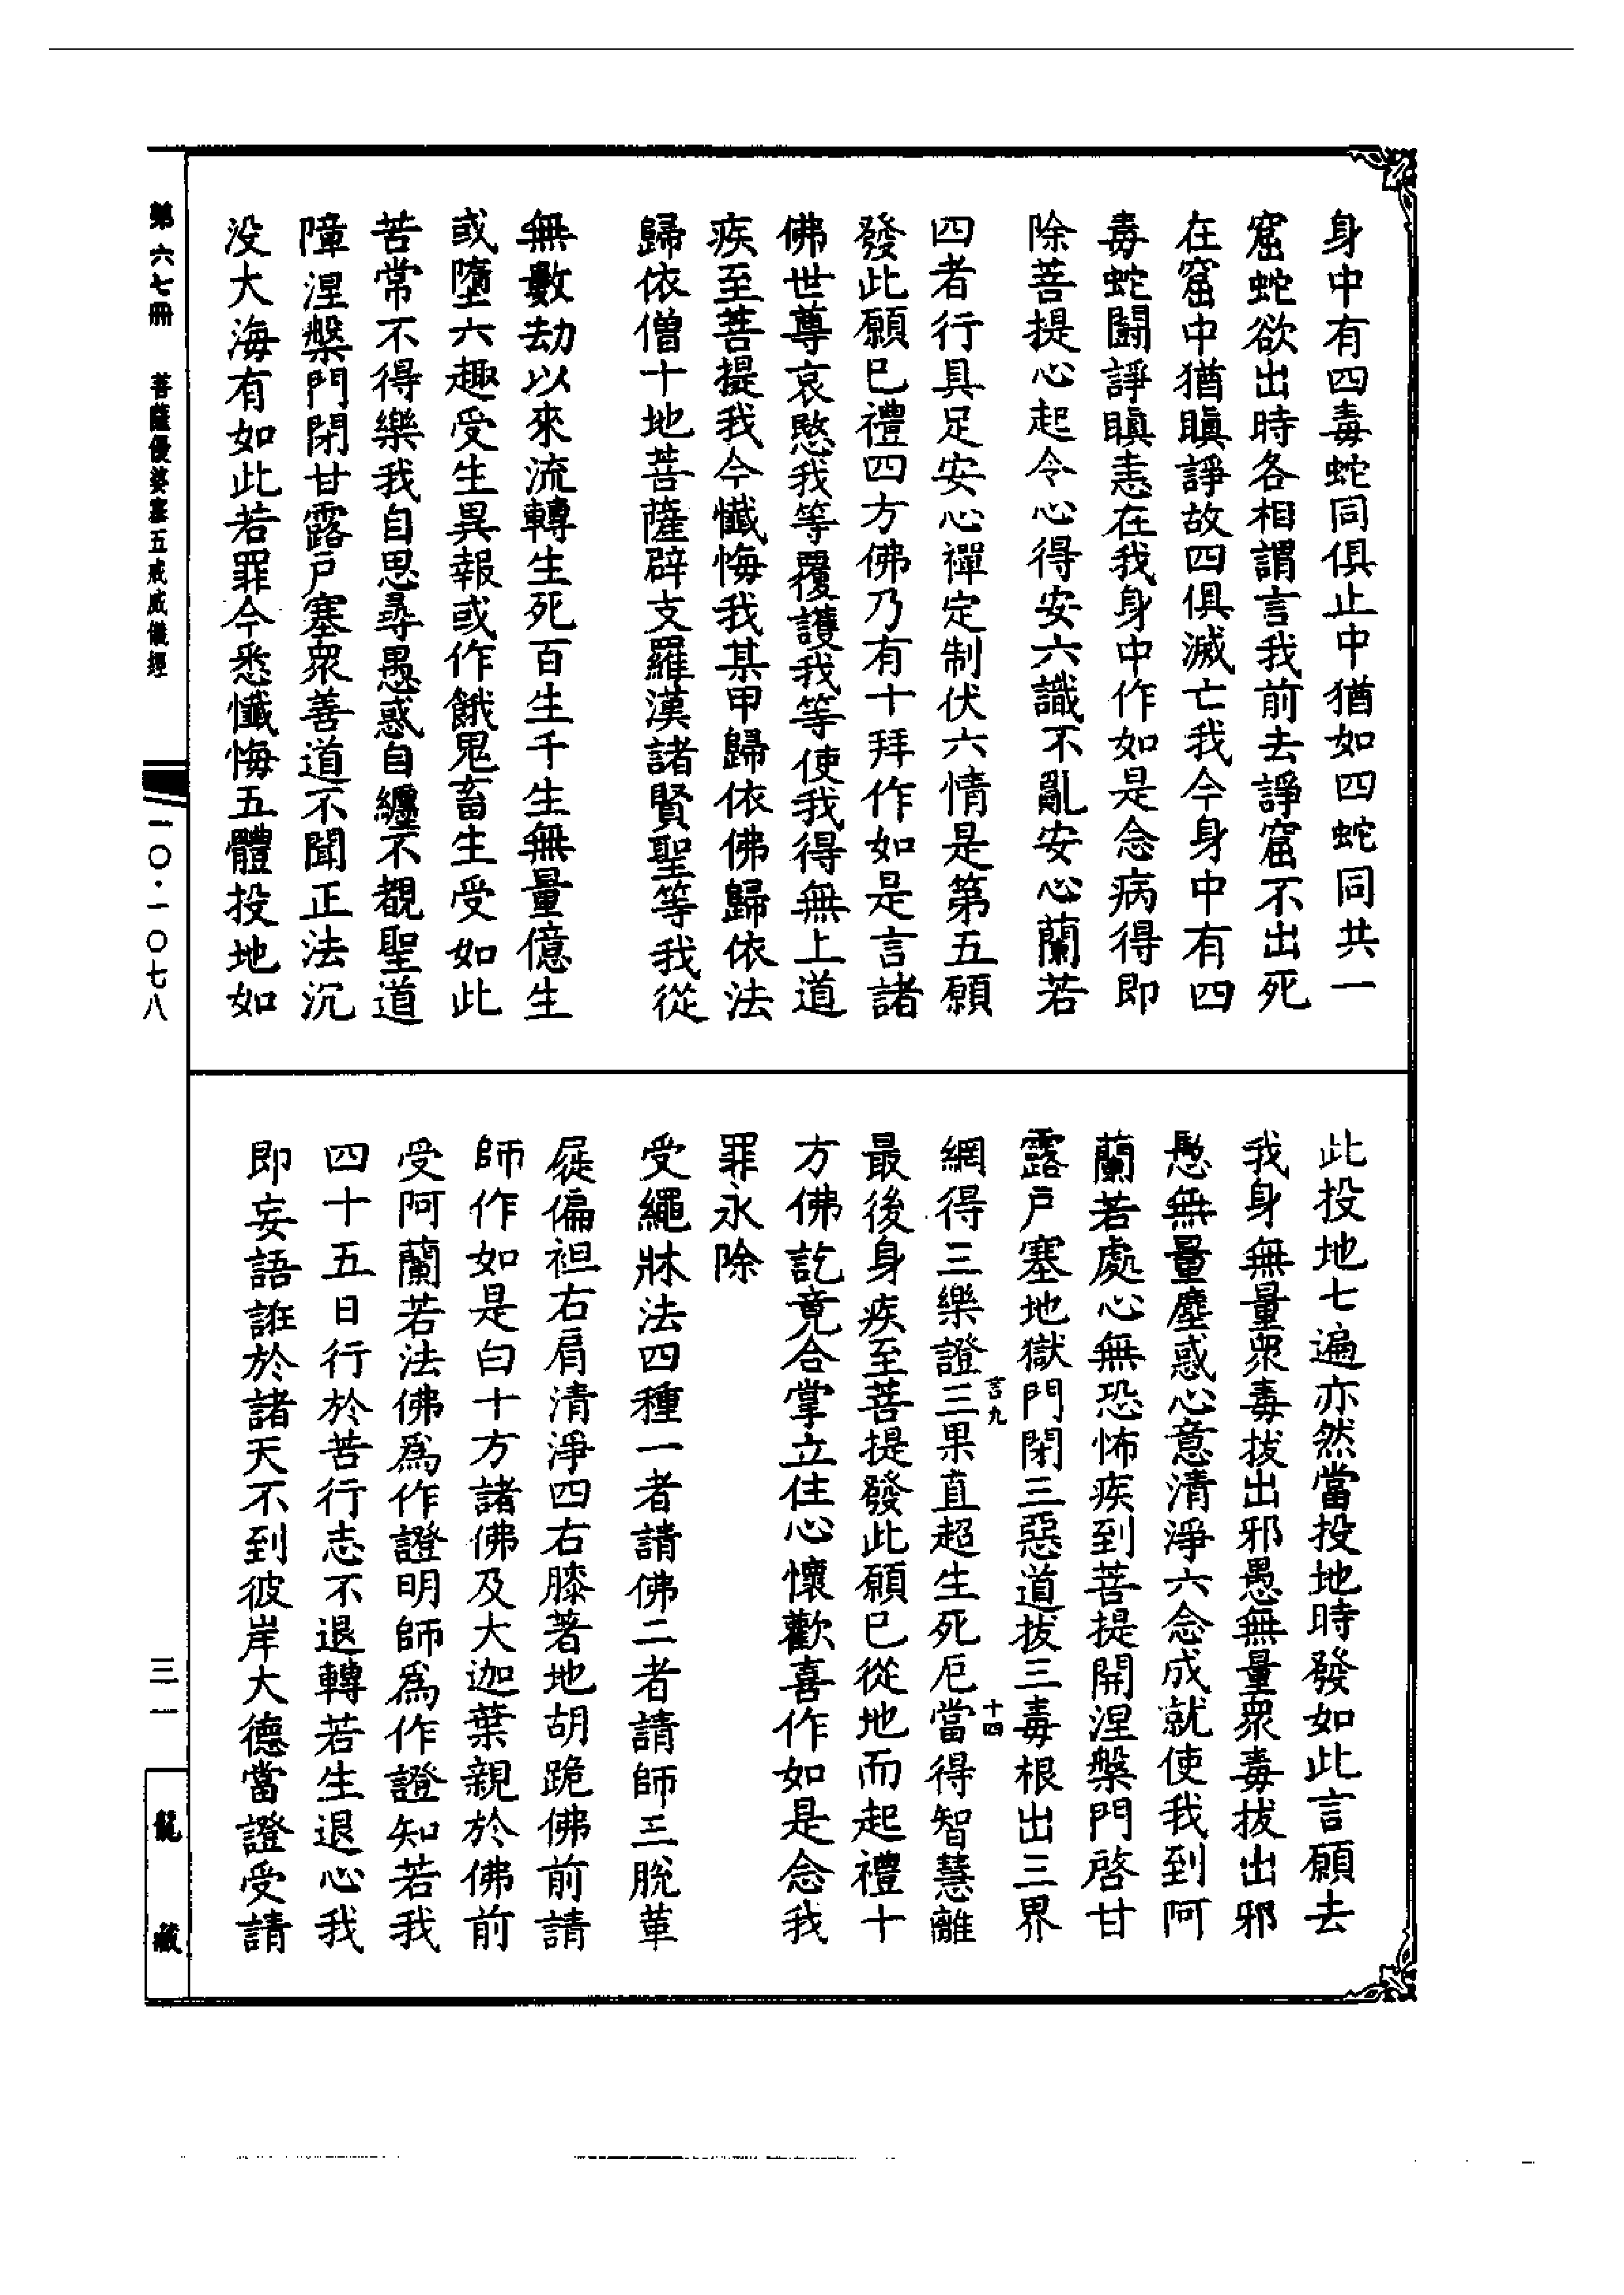 身中有四毒蛇同俱止中猶如四蛇同共一
窟蛇欲出時各相謂言我前去諍窟不出死
在窟中猶瞋諍故四俱滅亡我今身中有四
毒蛇鬪諍瞋恚在我身中作如是念病得即
除菩提心起令心得安六識不亂安心蘭若
四者行具足安心禪定制伏六情是第五願
發此願已禮四方佛乃有十拜作如是言諸
佛世尊哀愍我等覆護我等使我得無上道
疾至菩提我今懺悔我某甲歸依佛歸依法
歸依僧十地菩薩辟支羅漢諸賢聖等我從
無數劫以來流轉生死百生千生無量億生
或墮六趣受生異報或作餓鬼畜生受如此
苦常不得樂我自思尋愚惑自纏不覩聖道
障涅槃門閉甘露戶塞衆善道不聞正法沉
没大海有如此若罪今悉懺悔五體投地如
此投地七遍亦然當投地時發如此言願去
我身無量衆毒拔出邪愚無量衆毒拔出邪
愚無量塵惑心意清淨六念成就使我到阿
蘭若處心無恐怖疾到菩提開涅槃門啓甘
露戶塞地獄門閉三惡道拔三毒根出三界
言九
十四
網得三樂證三果直超生死厄當得智慧離
最後身疾至菩提發此願已從地而起禮十
方佛訖竟合掌立住心懷歡喜作如是念我
罪永除
受繩牀法四種一者請佛二者請師三脫革
屣偏袒右肩清淨四右膝著地胡跪佛前請
師作如是白十方諸佛及大迦葉親於佛前
受阿蘭若法佛爲作證明師爲作證知若我
四十五日行於苦行志不退轉若生退心我
即妄語誑於諸天不到彼岸大德當證受請
第六七冊
菩薩優婆塞五戒威儀經
一〇·一〇七八
三一
龍藏